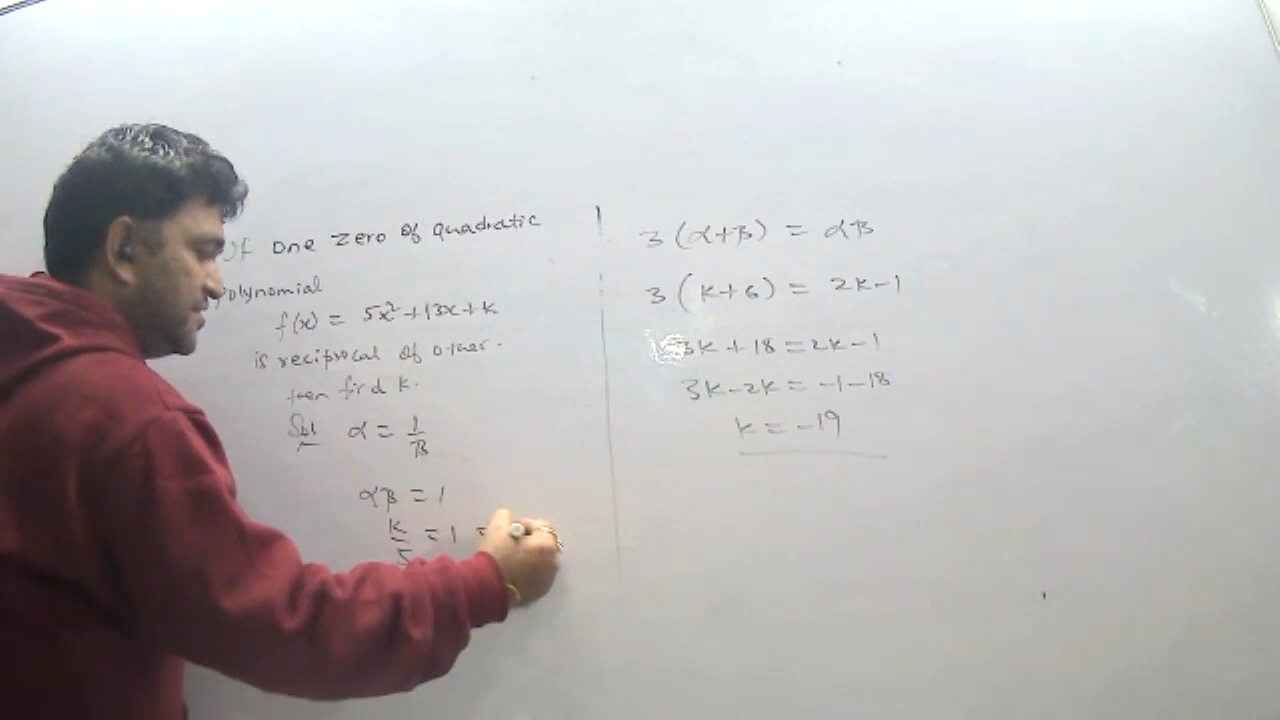 If one zero of quadratic
polynomial
f(x) = 5x² + 13x + k
is reciprocal of other.
then find k.
Sol α = 1/β
αβ = 1
k/5 = 1 =
3(α+β) = αβ
3(k+6) = 2k-1
3k + 18 = 2k - 1
3k - 2k = -1 - 18
k = -19